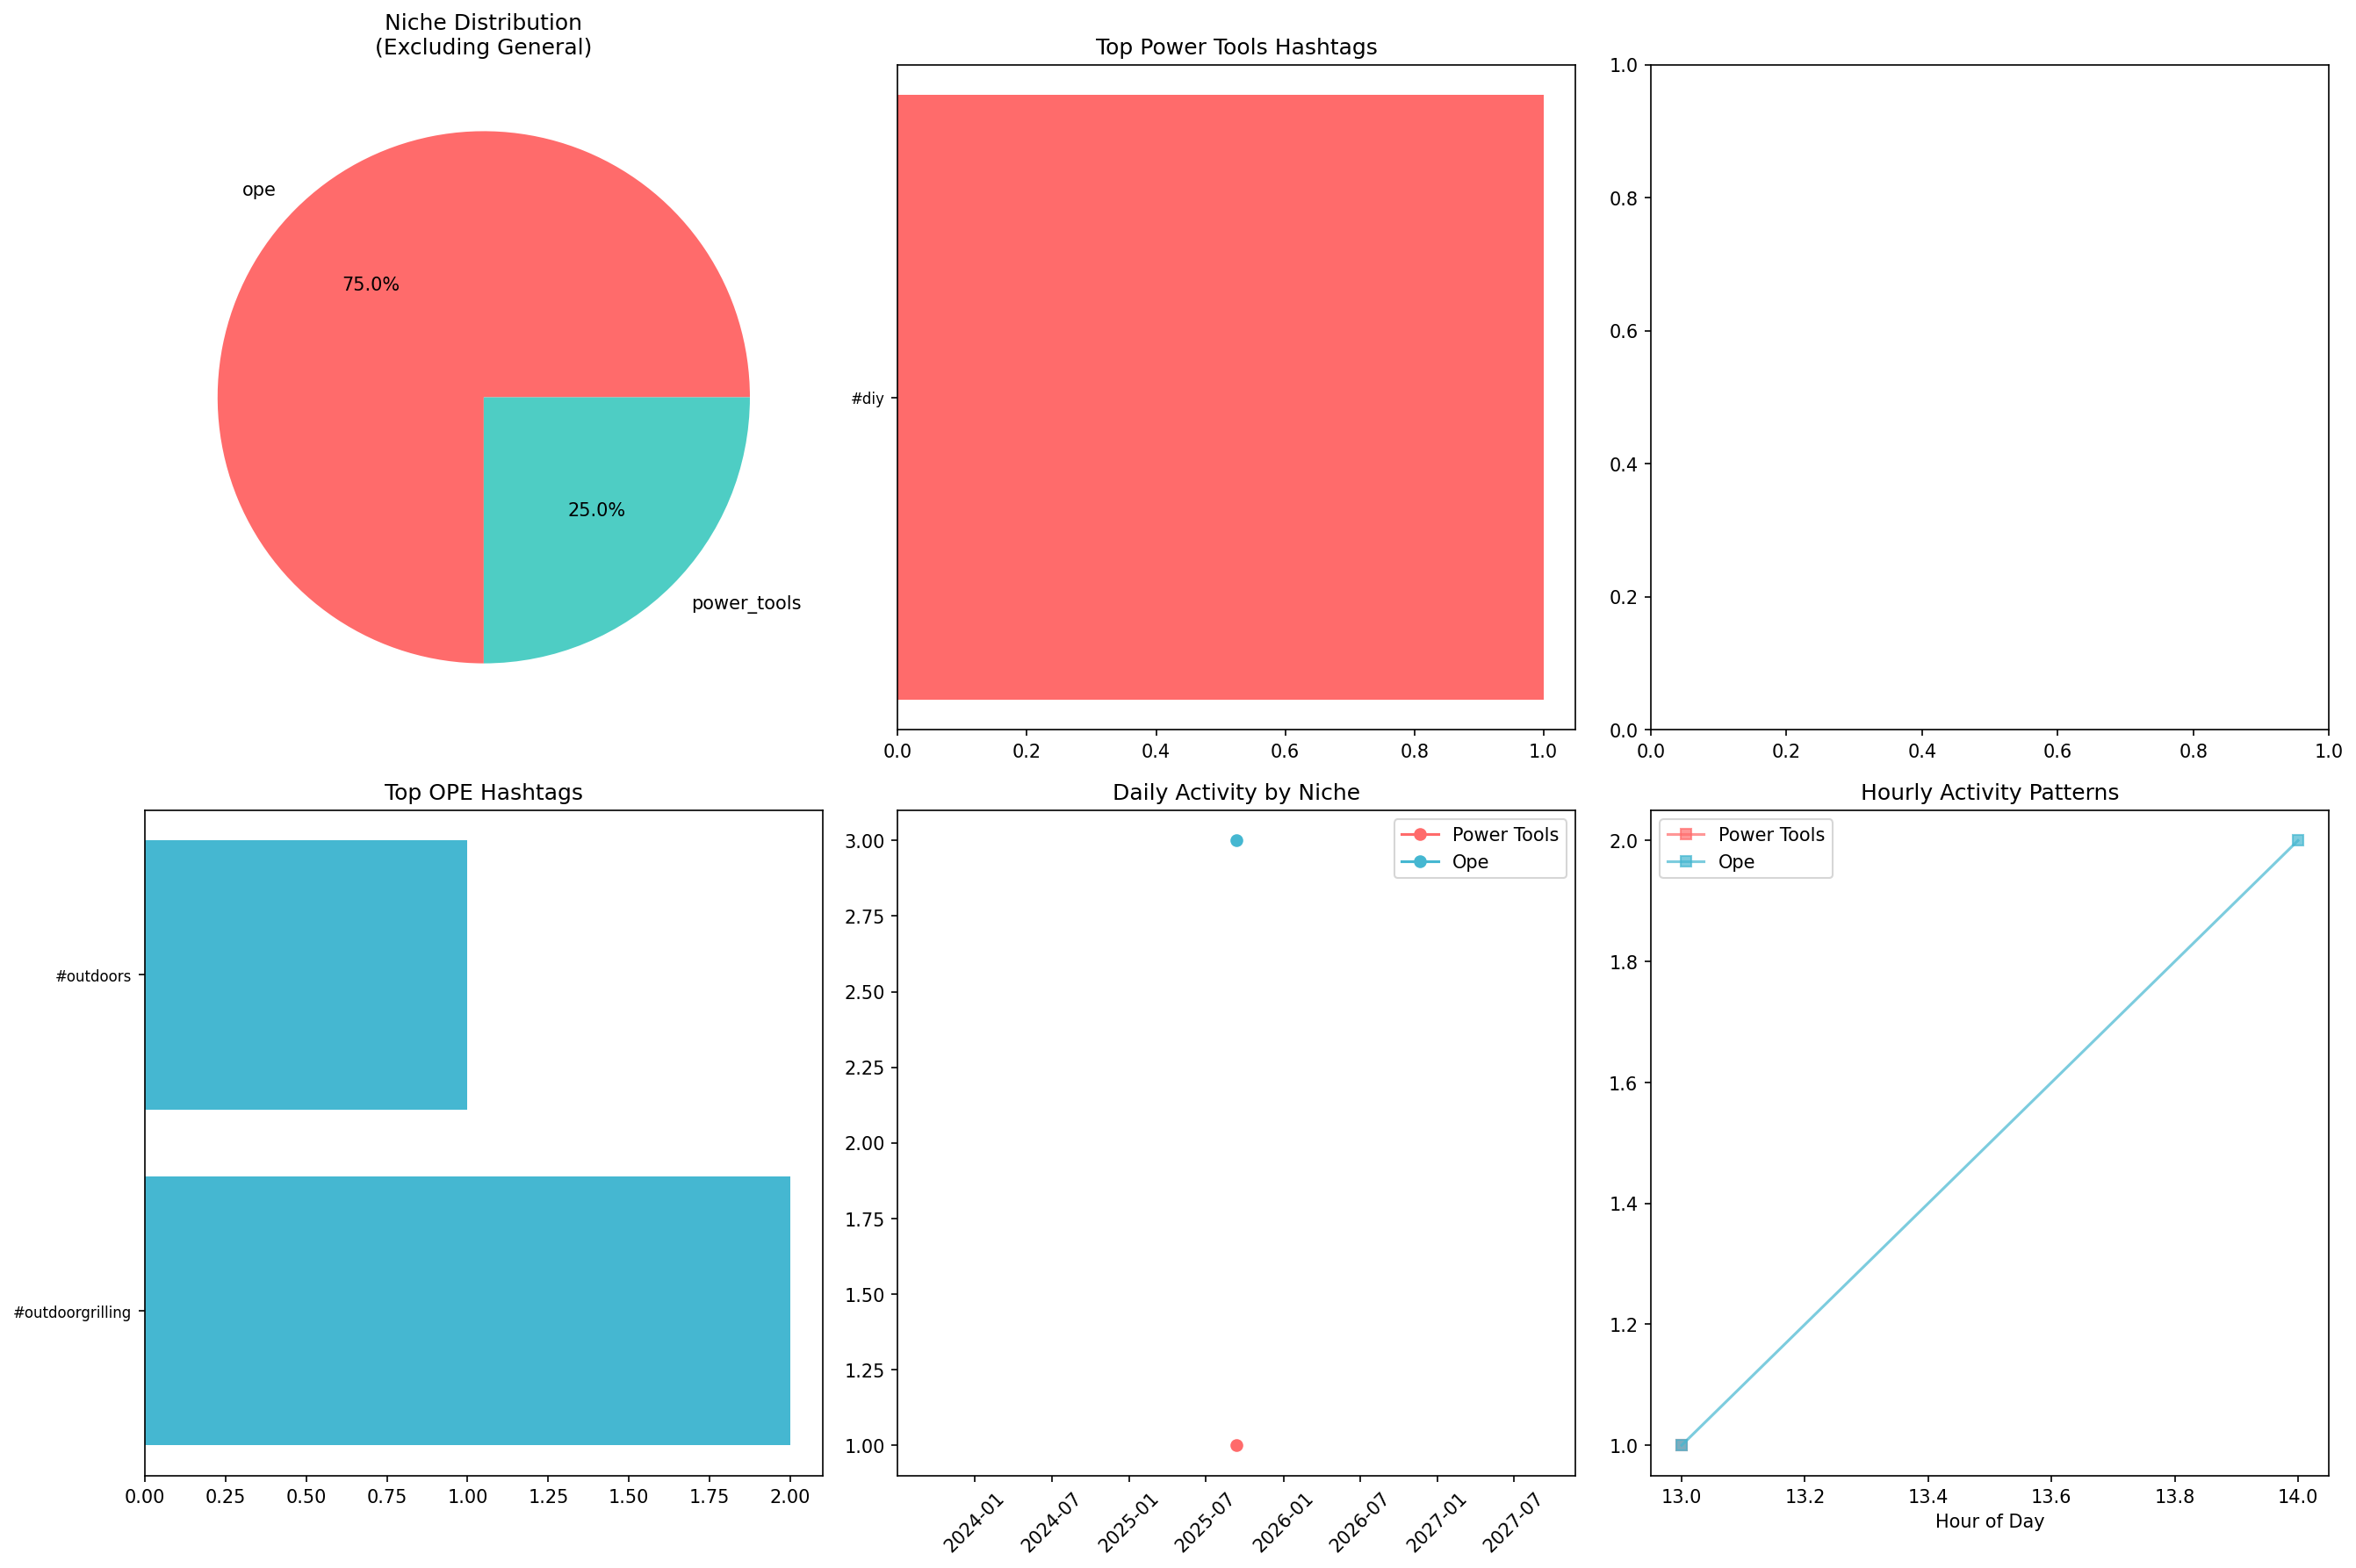 Niche Distribution
(Excluding General)
ope
75.0%
25.0%
power_tools
Top Power Tools Hashtags
#diy
0.0 0.2 0.4 0.6 0.8 1.0
1.0
0.8
0.6
0.4
0.2
0.0
0.0 0.2 0.4 0.6 0.8 1.0
Top OPE Hashtags
#outdoors
#outdoorgrilling
0.00 0.25 0.50 0.75 1.00 1.25 1.50 1.75 2.00
Daily Activity by Niche
Power Tools
Ope
3.00
2.75
2.50
2.25
2.00
1.75
1.50
1.25
1.00
2024-01 2024-07 2025-01 2025-07 2026-01 2026-07 2027-01 2027-07
Hourly Activity Patterns
Power Tools
Ope
2.0
1.8
1.6
1.4
1.2
1.0
13.0 13.2 13.4 13.6 13.8 14.0
Hour of Day